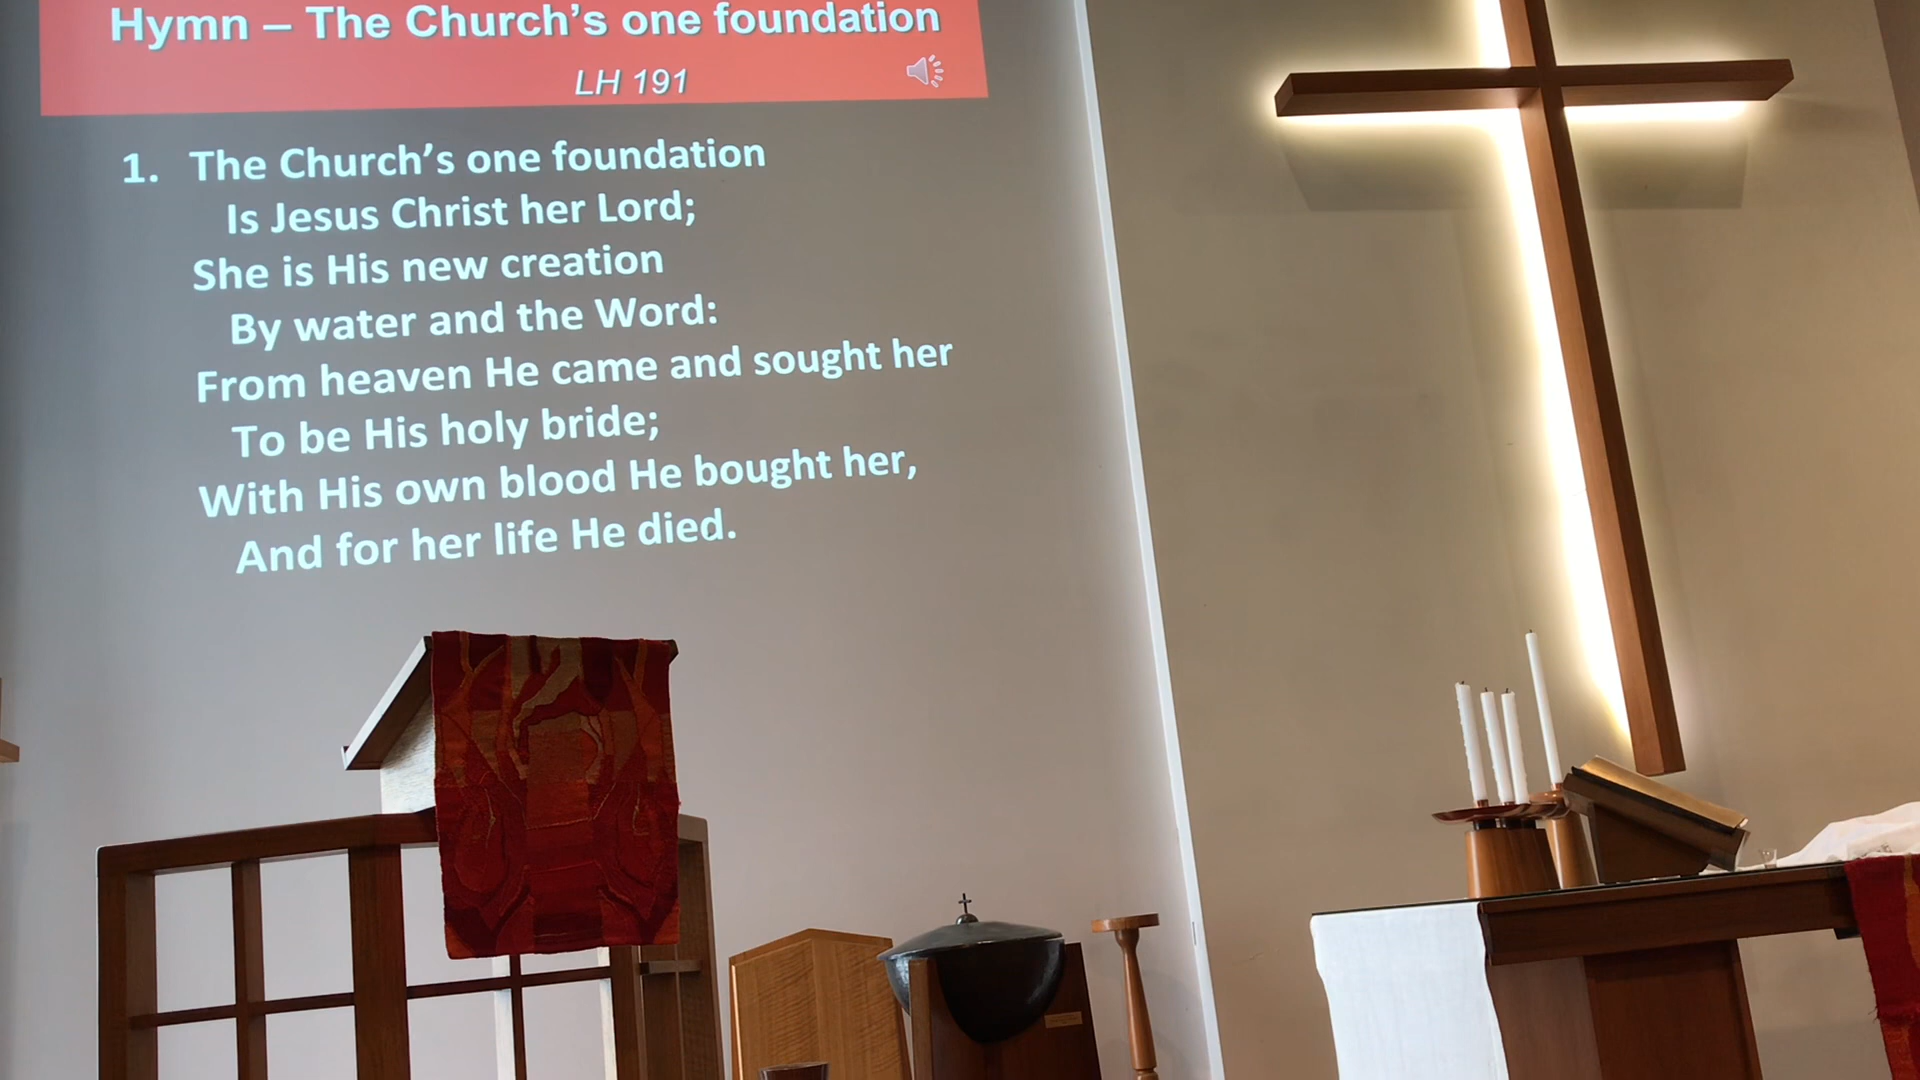 Hymn – The Church’s one foundation
LH 191
1. The Church’s one foundation
Is Jesus Christ her Lord;
She is His new creation
By water and the Word:
From heaven He came and sought her
To be His holy bride;
With His own blood He bought her,
And for her life He died.